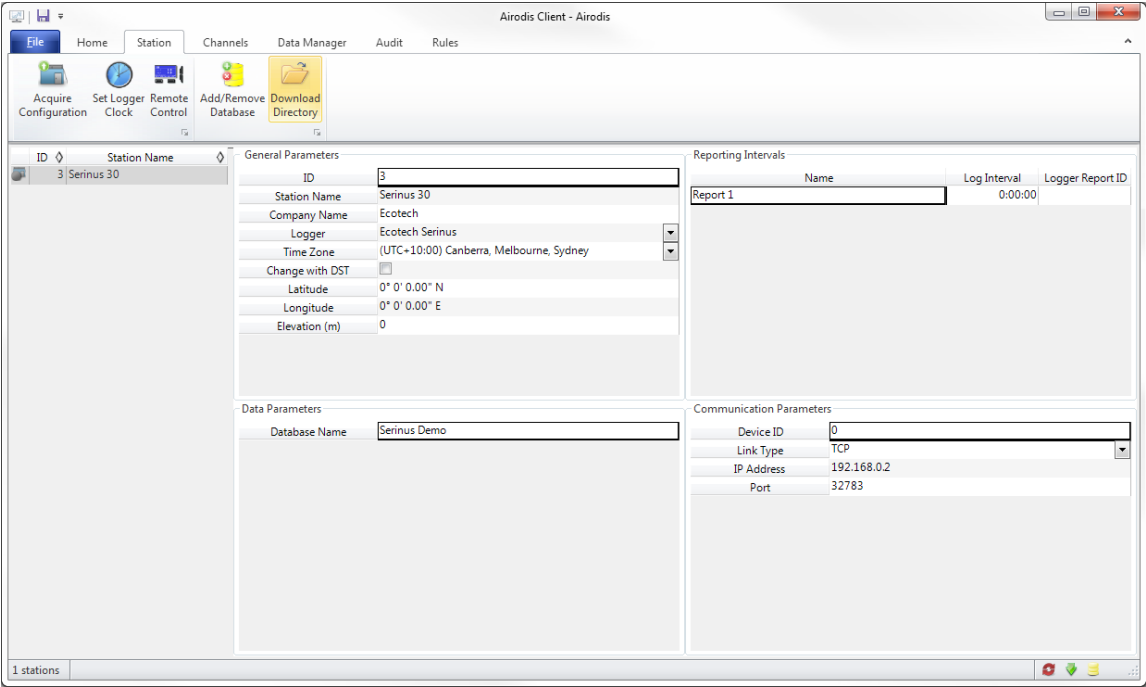 Airodis Client - Airodis
File Home Station Channels Data Manager Audit Rules
Acquire Configuration
Set Logger Clock
Remote Control
Add/Remove Database
Download Directory
ID Station Name
3 Serinus 30
General Parameters
ID 3
Station Name Serinus 30
Company Name Ecotech
Logger Ecotech Serinus
Time Zone (UTC+10:00) Canberra, Melbourne, Sydney
Change with DST
Latitude 0° 0' 0.00" N
Longitude 0° 0' 0.00" E
Elevation (m) 0
Reporting Intervals
Name Log Interval Logger Report ID
Report 1 0:00:00
Data Parameters
Database Name Serinus Demo
Communication Parameters
Device ID 0
Link Type TCP
IP Address 192.168.0.2
Port 32783
1 stations